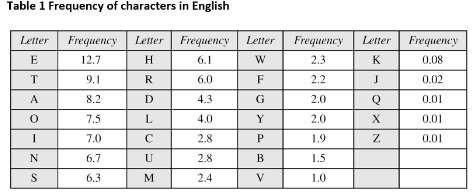 Table 1 Frequency of characters in English
Letter Frequency Letter Frequency Letter Frequency Letter Frequency
E 12.7 H 6.1 W 2.3 K 0.08
T 9.1 R 6.0 F 2.2 J 0.02
A 8.2 D 4.3 G 2.0 Q 0.01
O 7.5 L 4.0 Y 2.0 X 0.01
I 7.0 C 2.8 P 1.9 Z 0.01
N 6.7 U 2.8 B 1.5
S 6.3 M 2.4 V 1.0